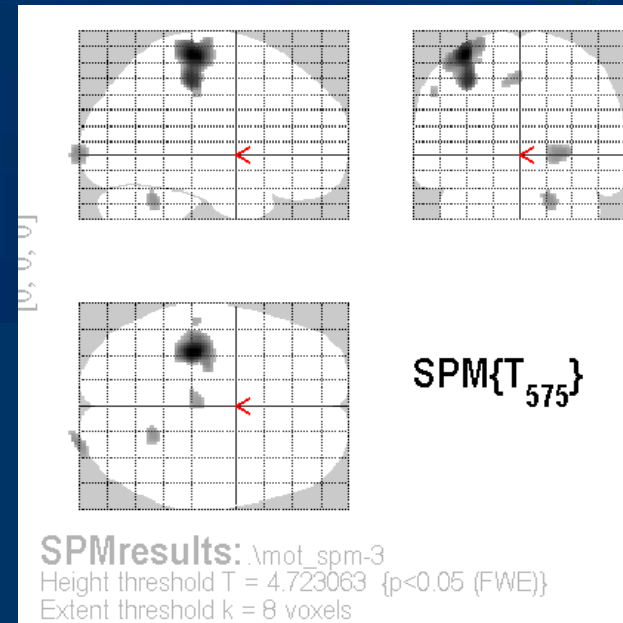 [0, 0, 0]
<
<
<
SPM{T575}
SPMresults: .\mot_spm-3
Height threshold T = 4.723063 {p<0.05 (FWE)}
Extent threshold k = 8 voxels